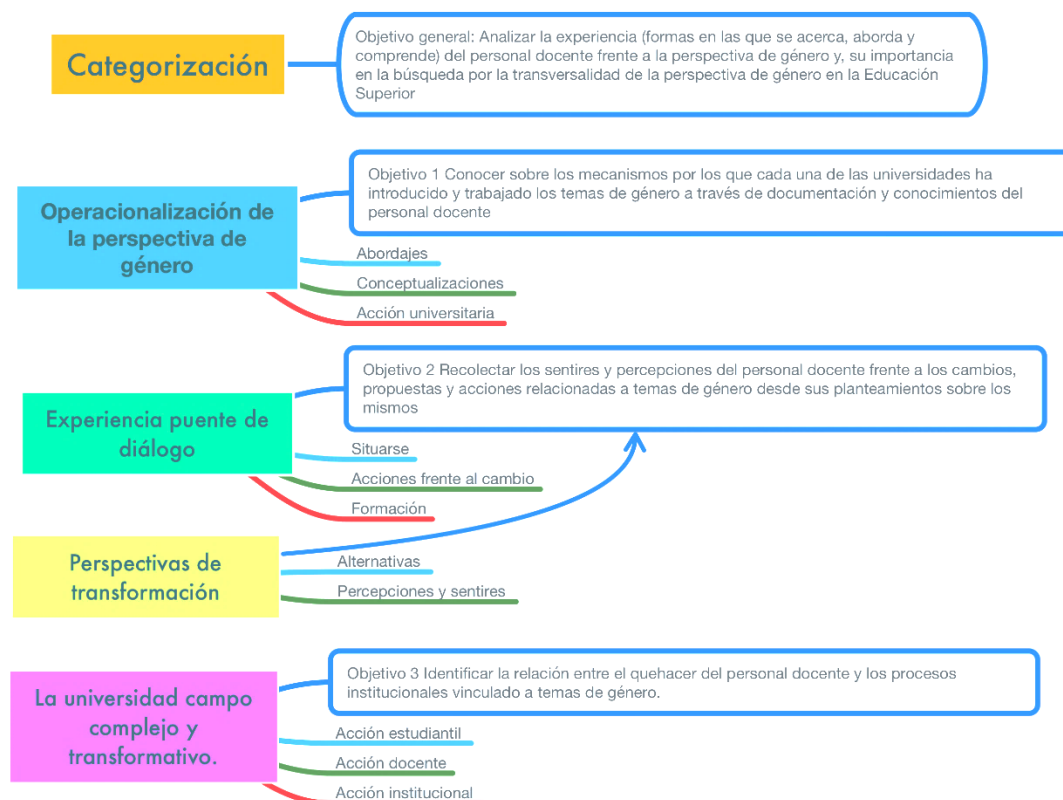 Categorización
Objetivo general: Analizar la experiencia (formas en las que se acerca, aborda y
comprende) del personal docente frente a la perspectiva de género y, su importancia
en la búsqueda por la transversalidad de la perspectiva de género en la Educación
Superior
Operacionalización de
la perspectiva de
género
Objetivo 1 Conocer sobre los mecanismos por los que cada una de las universidades ha
introducido y trabajado los temas de género a través de documentación y conocimientos del
personal docente
Abordajes
Conceptualizaciones
Acción universitaria
Experiencia puente de
diálogo
Objetivo 2 Recolectar los sentires y percepciones del personal docente frente a los cambios,
propuestas y acciones relacionadas a temas de género desde sus planteamientos sobre los
mismos
Situarse
Acciones frente al cambio
Formación
Perspectivas de
transformación
Alternativas
Percepciones y sentires
La universidad campo
complejo y
transformativo.
Objetivo 3 Identificar la relación entre el quehacer del personal docente y los procesos
institucionales vinculado a temas de género.
Acción estudiantil
Acción docente
Acción institucional